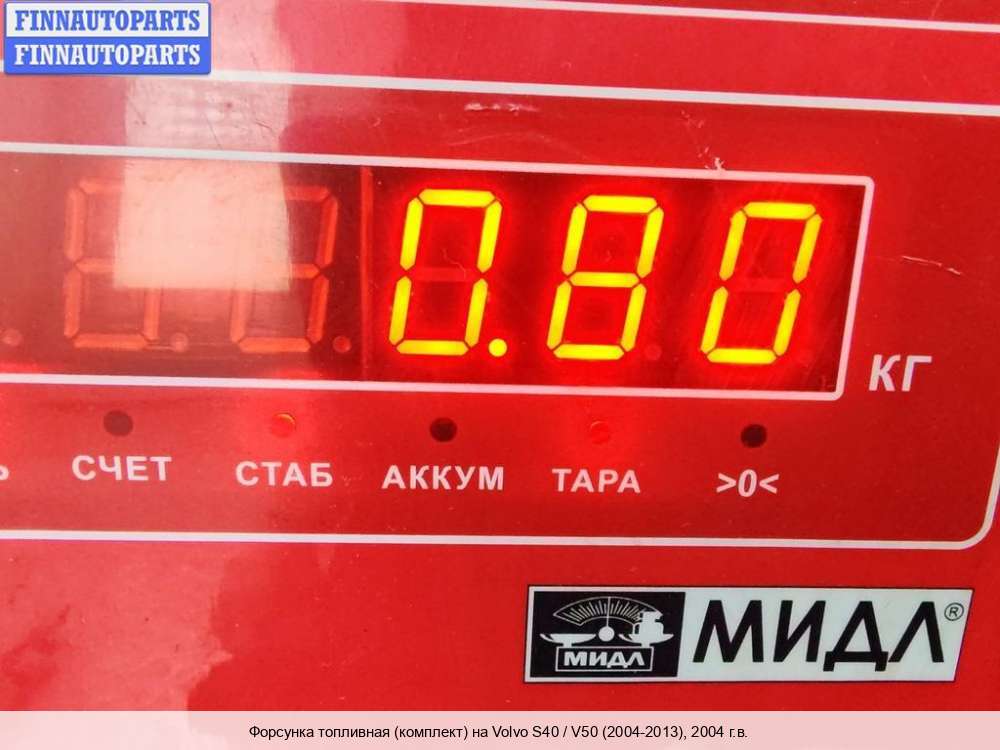 FINNAUTOPARTS
FINNAUTOPARTS
0.80
КГ
СЧЕТ СТАБ АККУМ ТАРА >0<
МИДЛ МИДЛ®
Форсунка топливная (комплект) на Volvo S40 / V50 (2004-2013), 2004 г.в.